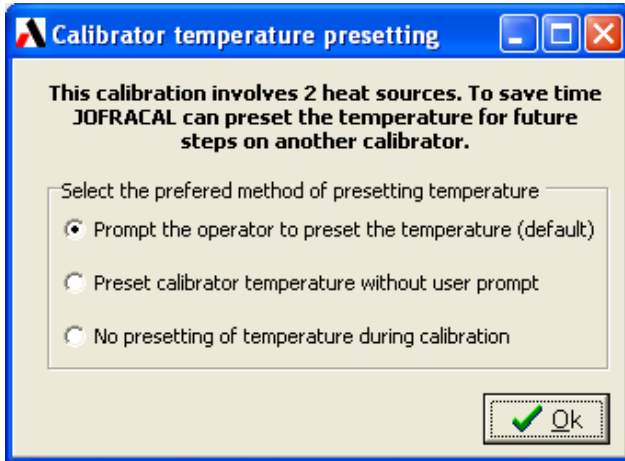 Calibrator temperature presetting
This calibration involves 2 heat sources. To save time
JOFRACAL can preset the temperature for future
steps on another calibrator.
Select the prefered method of presetting temperature
Prompt the operator to preset the temperature (default)
Preset calibrator temperature without user prompt
No presetting of temperature during calibration
Ok